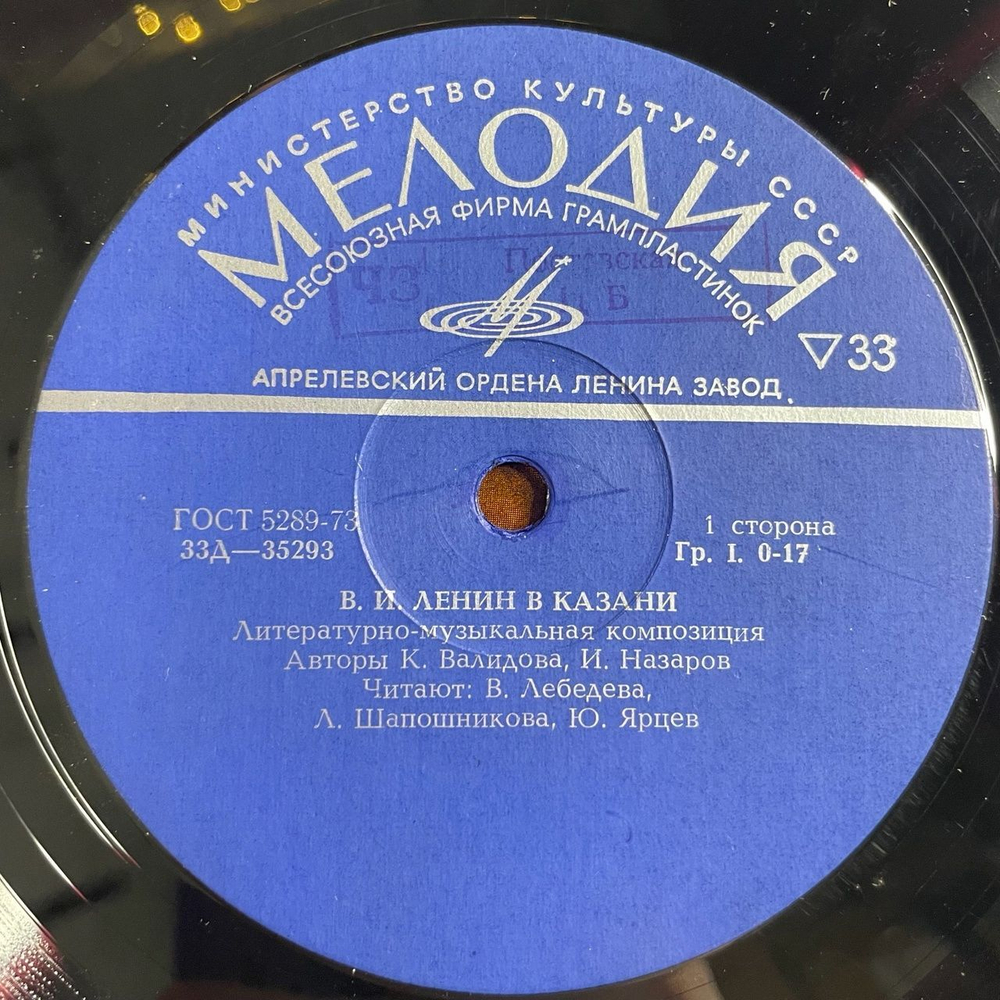 МИНИСТЕРСТВО КУЛЬТУРЫ СССР
МЕЛОДИЯ
ВСЕСОЮЗНАЯ ФИРМА ГРАМПЛАСТИНОК
ЧЗ
Б
▽33
АПРЕЛЕВСКИЙ ОРДЕНА ЛЕНИНА ЗАВОД
ГОСТ 5289-73
33Д—35293
1 сторона
Гр. I. 0-17
В. И. ЛЕНИН В КАЗАНИ
Литературно-музыкальная композиция
Авторы К. Валидова, И. Назаров
Читают: В. Лебедева,
Л. Шапошникова, Ю. Ярцев